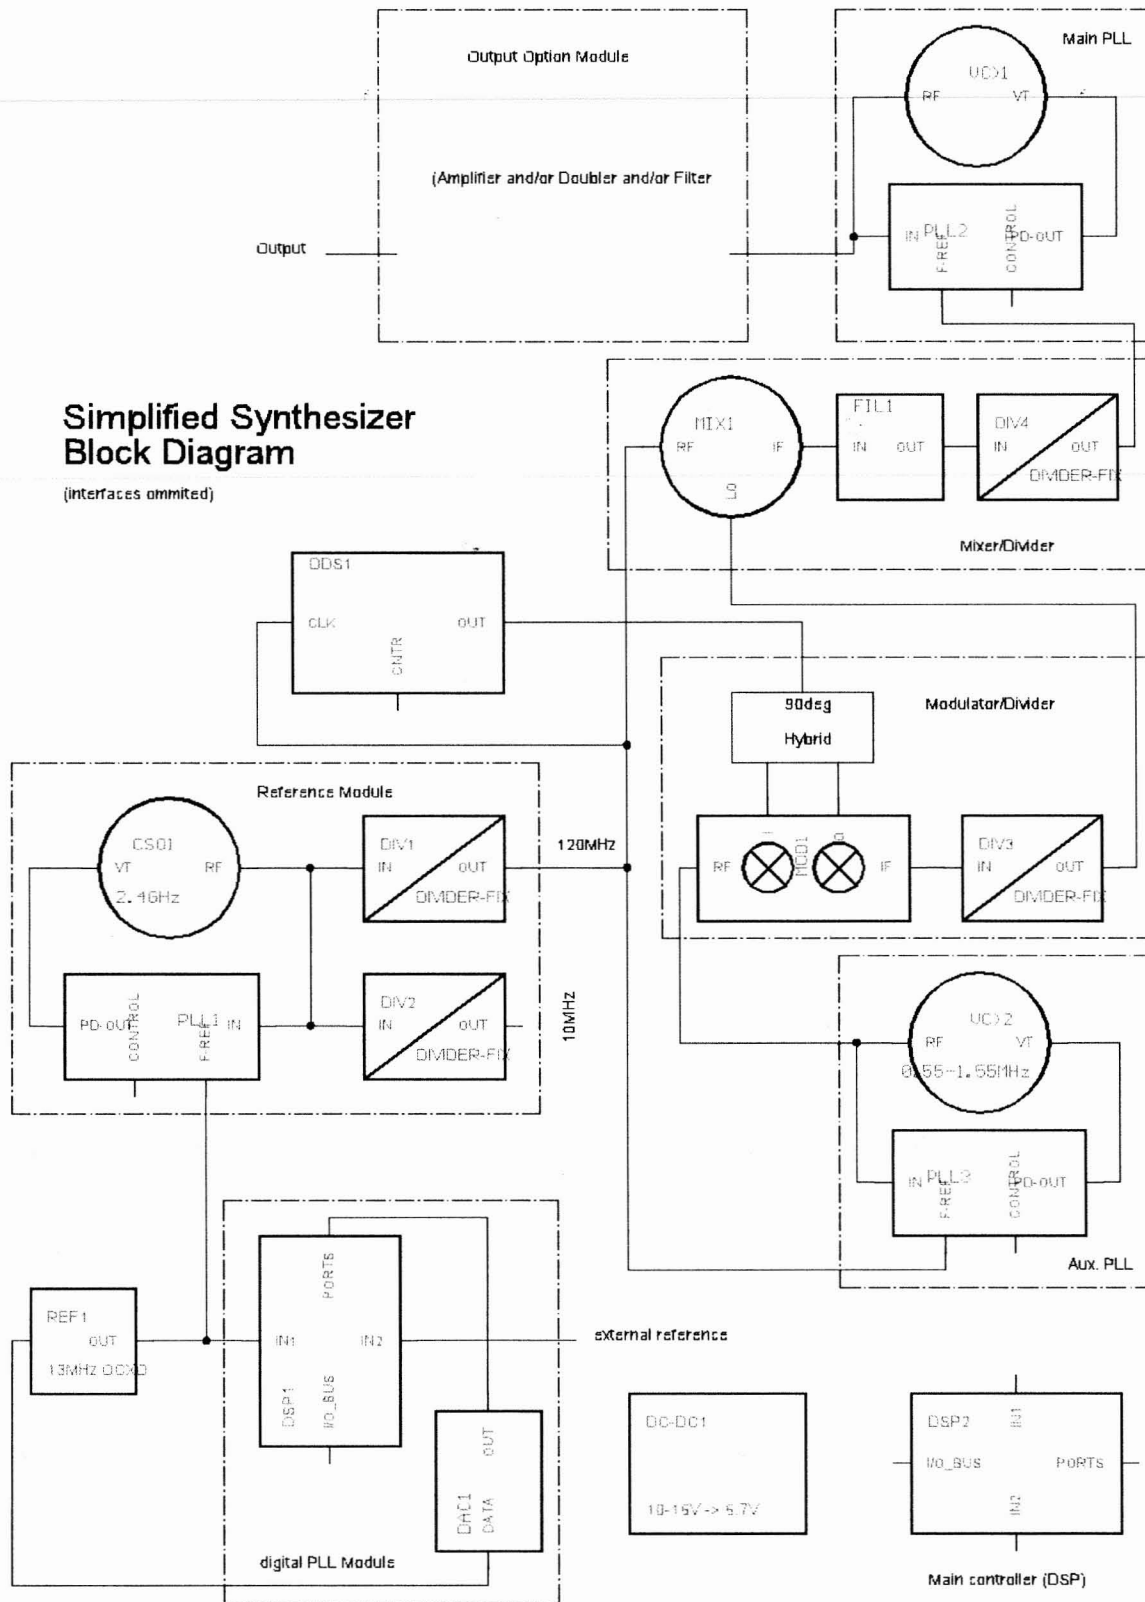 Output Option Module
(Amplifier and/or Doubler and/or Filter
Output
Main PLL
RF
VT
IN
PLL2
F-REF
CONTROL
PD-OUT
Simplified Synthesizer
Block Diagram
(interfaces ommited)
MIX1
RF
IF
LO
FIL1
IN
OUT
DIV4
IN
OUT
DIVIDER-FIX
Mixer/Divider
DDS1
CLK
OUT
CNTR
90deg
Hybrid
Modulator/Divider
RF
MOD1
IF
DIV3
IN
OUT
DIVIDER-FIX
Reference Module
VT
RF
2.4GHz
DIV1
IN
OUT
DIVIDER-FIX
120MHz
PD-OUT
CONTROL
PLL1
F-REF
IN
DIV2
IN
OUT
DIVIDER-FIX
10MHz
RF
VT
IN
PLL3
F-REF
CONTROL
PD-OUT
Aux. PLL
REF1
OUT
13MHz OCXO
PORTS
IN1
IN2
DSP1
I/O_BUS
external reference
OUT
DAC1
DATA
digital PLL Module
DC-DC1
DSP2
IN1
I/O_BUS
PORTS
IN2
Main controller (DSP)